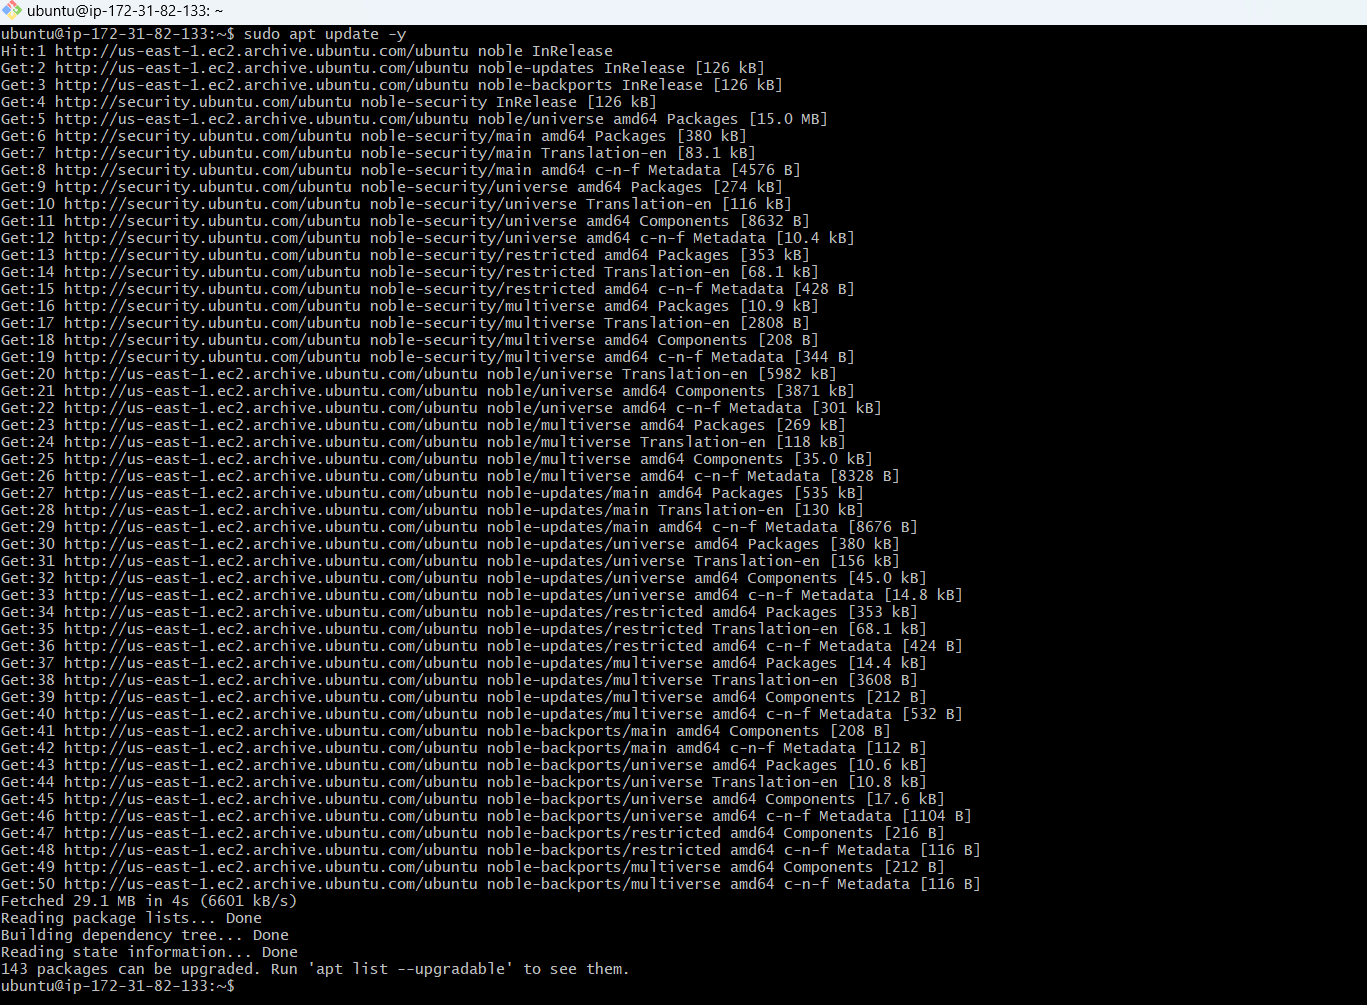 ubuntu@ip-172-31-82-133: ~
ubuntu@ip-172-31-82-133:~$ sudo apt update -y
Hit:1 http://us-east-1.ec2.archive.ubuntu.com/ubuntu noble InRelease
Get:2 http://us-east-1.ec2.archive.ubuntu.com/ubuntu noble-updates InRelease [126 kB]
Get:3 http://us-east-1.ec2.archive.ubuntu.com/ubuntu noble-backports InRelease [126 kB]
Get:4 http://security.ubuntu.com/ubuntu noble-security InRelease [126 kB]
Get:5 http://us-east-1.ec2.archive.ubuntu.com/ubuntu noble/universe amd64 Packages [15.0 MB]
Get:6 http://security.ubuntu.com/ubuntu noble-security/main amd64 Packages [380 kB]
Get:7 http://security.ubuntu.com/ubuntu noble-security/main Translation-en [83.1 kB]
Get:8 http://security.ubuntu.com/ubuntu noble-security/main amd64 c-n-f Metadata [4576 B]
Get:9 http://security.ubuntu.com/ubuntu noble-security/universe amd64 Packages [274 kB]
Get:10 http://security.ubuntu.com/ubuntu noble-security/universe Translation-en [116 kB]
Get:11 http://security.ubuntu.com/ubuntu noble-security/universe amd64 Components [8632 B]
Get:12 http://security.ubuntu.com/ubuntu noble-security/universe amd64 c-n-f Metadata [10.4 kB]
Get:13 http://security.ubuntu.com/ubuntu noble-security/restricted amd64 Packages [353 kB]
Get:14 http://security.ubuntu.com/ubuntu noble-security/restricted Translation-en [68.1 kB]
Get:15 http://security.ubuntu.com/ubuntu noble-security/restricted amd64 c-n-f Metadata [428 B]
Get:16 http://security.ubuntu.com/ubuntu noble-security/multiverse amd64 Packages [10.9 kB]
Get:17 http://security.ubuntu.com/ubuntu noble-security/multiverse Translation-en [2808 B]
Get:18 http://security.ubuntu.com/ubuntu noble-security/multiverse amd64 Components [208 B]
Get:19 http://security.ubuntu.com/ubuntu noble-security/multiverse amd64 c-n-f Metadata [344 B]
Get:20 http://us-east-1.ec2.archive.ubuntu.com/ubuntu noble/universe Translation-en [5982 kB]
Get:21 http://us-east-1.ec2.archive.ubuntu.com/ubuntu noble/universe amd64 Components [3871 kB]
Get:22 http://us-east-1.ec2.archive.ubuntu.com/ubuntu noble/universe amd64 c-n-f Metadata [301 kB]
Get:23 http://us-east-1.ec2.archive.ubuntu.com/ubuntu noble/multiverse amd64 Packages [269 kB]
Get:24 http://us-east-1.ec2.archive.ubuntu.com/ubuntu noble/multiverse Translation-en [118 kB]
Get:25 http://us-east-1.ec2.archive.ubuntu.com/ubuntu noble/multiverse amd64 Components [35.0 kB]
Get:26 http://us-east-1.ec2.archive.ubuntu.com/ubuntu noble/multiverse amd64 c-n-f Metadata [8328 B]
Get:27 http://us-east-1.ec2.archive.ubuntu.com/ubuntu noble-updates/main amd64 Packages [535 kB]
Get:28 http://us-east-1.ec2.archive.ubuntu.com/ubuntu noble-updates/main Translation-en [130 kB]
Get:29 http://us-east-1.ec2.archive.ubuntu.com/ubuntu noble-updates/main amd64 c-n-f Metadata [8676 B]
Get:30 http://us-east-1.ec2.archive.ubuntu.com/ubuntu noble-updates/universe amd64 Packages [380 kB]
Get:31 http://us-east-1.ec2.archive.ubuntu.com/ubuntu noble-updates/universe Translation-en [156 kB]
Get:32 http://us-east-1.ec2.archive.ubuntu.com/ubuntu noble-updates/universe amd64 Components [45.0 kB]
Get:33 http://us-east-1.ec2.archive.ubuntu.com/ubuntu noble-updates/universe amd64 c-n-f Metadata [14.8 kB]
Get:34 http://us-east-1.ec2.archive.ubuntu.com/ubuntu noble-updates/restricted amd64 Packages [353 kB]
Get:35 http://us-east-1.ec2.archive.ubuntu.com/ubuntu noble-updates/restricted Translation-en [68.1 kB]
Get:36 http://us-east-1.ec2.archive.ubuntu.com/ubuntu noble-updates/restricted amd64 c-n-f Metadata [424 B]
Get:37 http://us-east-1.ec2.archive.ubuntu.com/ubuntu noble-updates/multiverse amd64 Packages [14.4 kB]
Get:38 http://us-east-1.ec2.archive.ubuntu.com/ubuntu noble-updates/multiverse Translation-en [3608 B]
Get:39 http://us-east-1.ec2.archive.ubuntu.com/ubuntu noble-updates/multiverse amd64 Components [212 B]
Get:40 http://us-east-1.ec2.archive.ubuntu.com/ubuntu noble-updates/multiverse amd64 c-n-f Metadata [532 B]
Get:41 http://us-east-1.ec2.archive.ubuntu.com/ubuntu noble-backports/main amd64 Components [208 B]
Get:42 http://us-east-1.ec2.archive.ubuntu.com/ubuntu noble-backports/main amd64 c-n-f Metadata [112 B]
Get:43 http://us-east-1.ec2.archive.ubuntu.com/ubuntu noble-backports/universe amd64 Packages [10.6 kB]
Get:44 http://us-east-1.ec2.archive.ubuntu.com/ubuntu noble-backports/universe Translation-en [10.8 kB]
Get:45 http://us-east-1.ec2.archive.ubuntu.com/ubuntu noble-backports/universe amd64 Components [17.6 kB]
Get:46 http://us-east-1.ec2.archive.ubuntu.com/ubuntu noble-backports/universe amd64 c-n-f Metadata [1104 B]
Get:47 http://us-east-1.ec2.archive.ubuntu.com/ubuntu noble-backports/restricted amd64 Components [216 B]
Get:48 http://us-east-1.ec2.archive.ubuntu.com/ubuntu noble-backports/restricted amd64 c-n-f Metadata [116 B]
Get:49 http://us-east-1.ec2.archive.ubuntu.com/ubuntu noble-backports/multiverse amd64 Components [212 B]
Get:50 http://us-east-1.ec2.archive.ubuntu.com/ubuntu noble-backports/multiverse amd64 c-n-f Metadata [116 B]
Fetched 29.1 MB in 4s (6601 kB/s)
Reading package lists... Done
Building dependency tree... Done
Reading state information... Done
143 packages can be upgraded. Run 'apt list --upgradable' to see them.
ubuntu@ip-172-31-82-133:~$